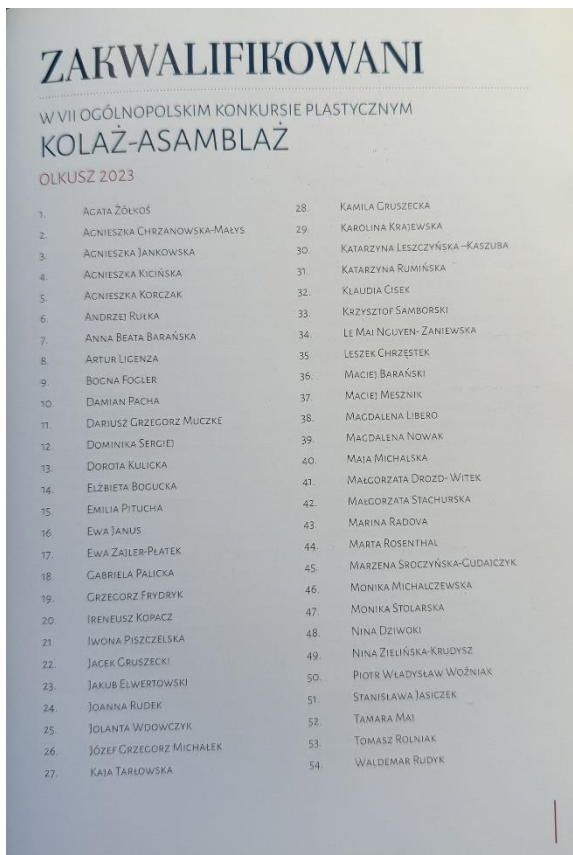 ZAKWALIFIKOWANI
W VII OGÓLNOPOLSKIM KONKURSIE PLASTYCZNYM
KOLAŻ-ASAMBLAŻ
OLKUSZ 2023
1. AGATA ŻÓŁKOŚ
2. AGNIESZKA CHRZANOWSKA-MAŁYS
3. AGNIESZKA JANKOWSKA
4. AGNIESZKA KICIŃSKA
5. AGNIESZKA KORCZAK
6. ANDRZEJ RUŁKA
7. ANNA BEATA BARAŃSKA
8. ARTUR LIGENZA
9. BOGNA FOGLER
10. DAMIAN PACHA
11. DARIUSZ GRZEGORZ MUCZKE
12. DOMINIKA SERGIEJ
13. DOROTA KULICKA
14. ELŻBIETA BOGUCKA
15. EMILIA PITUCHA
16. EWA JANUS
17. EWA ZAJLER-PŁATEK
18. GABRIELA PALICKA
19. GRZEGORZ FRYDRYK
20. IRENEUSZ KOPACZ
21. IWONA PISZCZELSKA
22. JACEK GRUSZECKI
23. JAKUB ELWERTOWSKI
24. JOANNA RUDEK
25. JOLANTA WDOWCZYK
26. JÓZEF GRZEGORZ MICHAŁEK
27. KAJA TARŁOWSKA
28. KAMILA GRUSZECKA
29. KAROLINA KRAJEWSKA
30. KATARZYNA LESZCZYŃSKA –KASZUBA
31. KATARZYNA RUMIŃSKA
32. KLAUDIA CISEK
33. KRZYSZTOF SAMBORSKI
34. LE MAI NGUYEN- ZANIEWSKA
35. LESZEK CHRZĘSTEK
36. MACIEJ BARAŃSKI
37. MACIEJ MESZNIK
38. MAGDALENA LIBERO
39. MAGDALENA NOWAK
40. MAJA MICHALSKA
41. MAŁGORZATA DROZD- WITEK
42. MAŁGORZATA STACHURSKA
43. MARINA RADOVA
44. MARTA ROSENTHAL
45. MARZENA SROCZYŃSKA-GUDAJCZYK
46. MONIKA MICHALCZEWSKA
47. MONIKA STOLARSKA
48. NINA DZIWOKI
49. NINA ZIELIŃSKA-KRUDYSZ
50. PIOTR WŁADYSŁAW WOŹNIAK
51. STANISŁAWA JASICZEK
52. TAMARA MAJ
53. TOMASZ ROLNIAK
54. WALDEMAR RUDYK